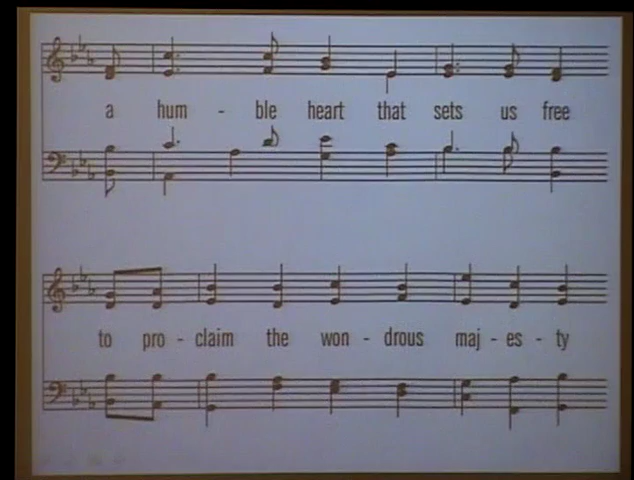 a hum - ble heart that sets us free
to pro - claim the won - drous maj - es - ty